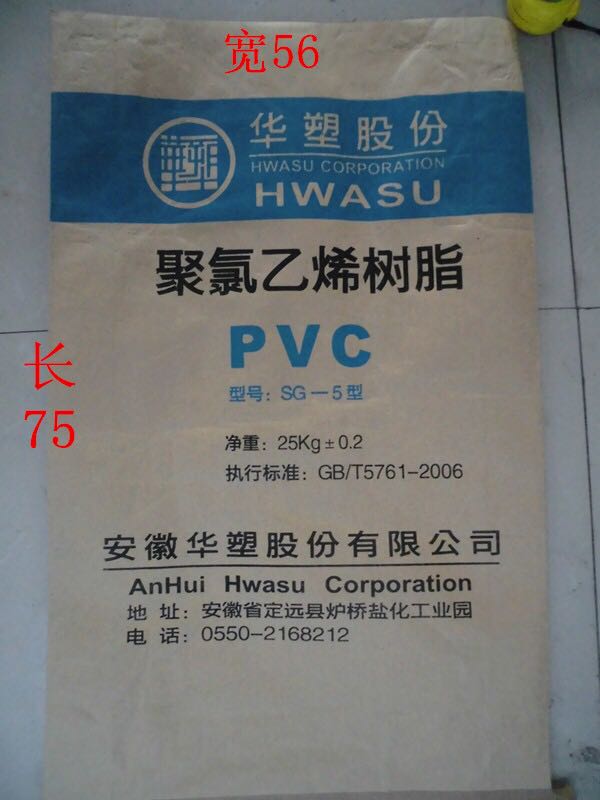 宽56
华塑股份
HWASU CORPORATION
HWASU
聚氯乙烯树脂
PVC
型号：SG—5型
长
75
净重：25Kg±0.2
执行标准：GB/T5761-2006
安徽华塑股份有限公司
AnHui Hwasu Corporation
地 址：安徽省定远县炉桥盐化工业园
电 话：0550-2168212